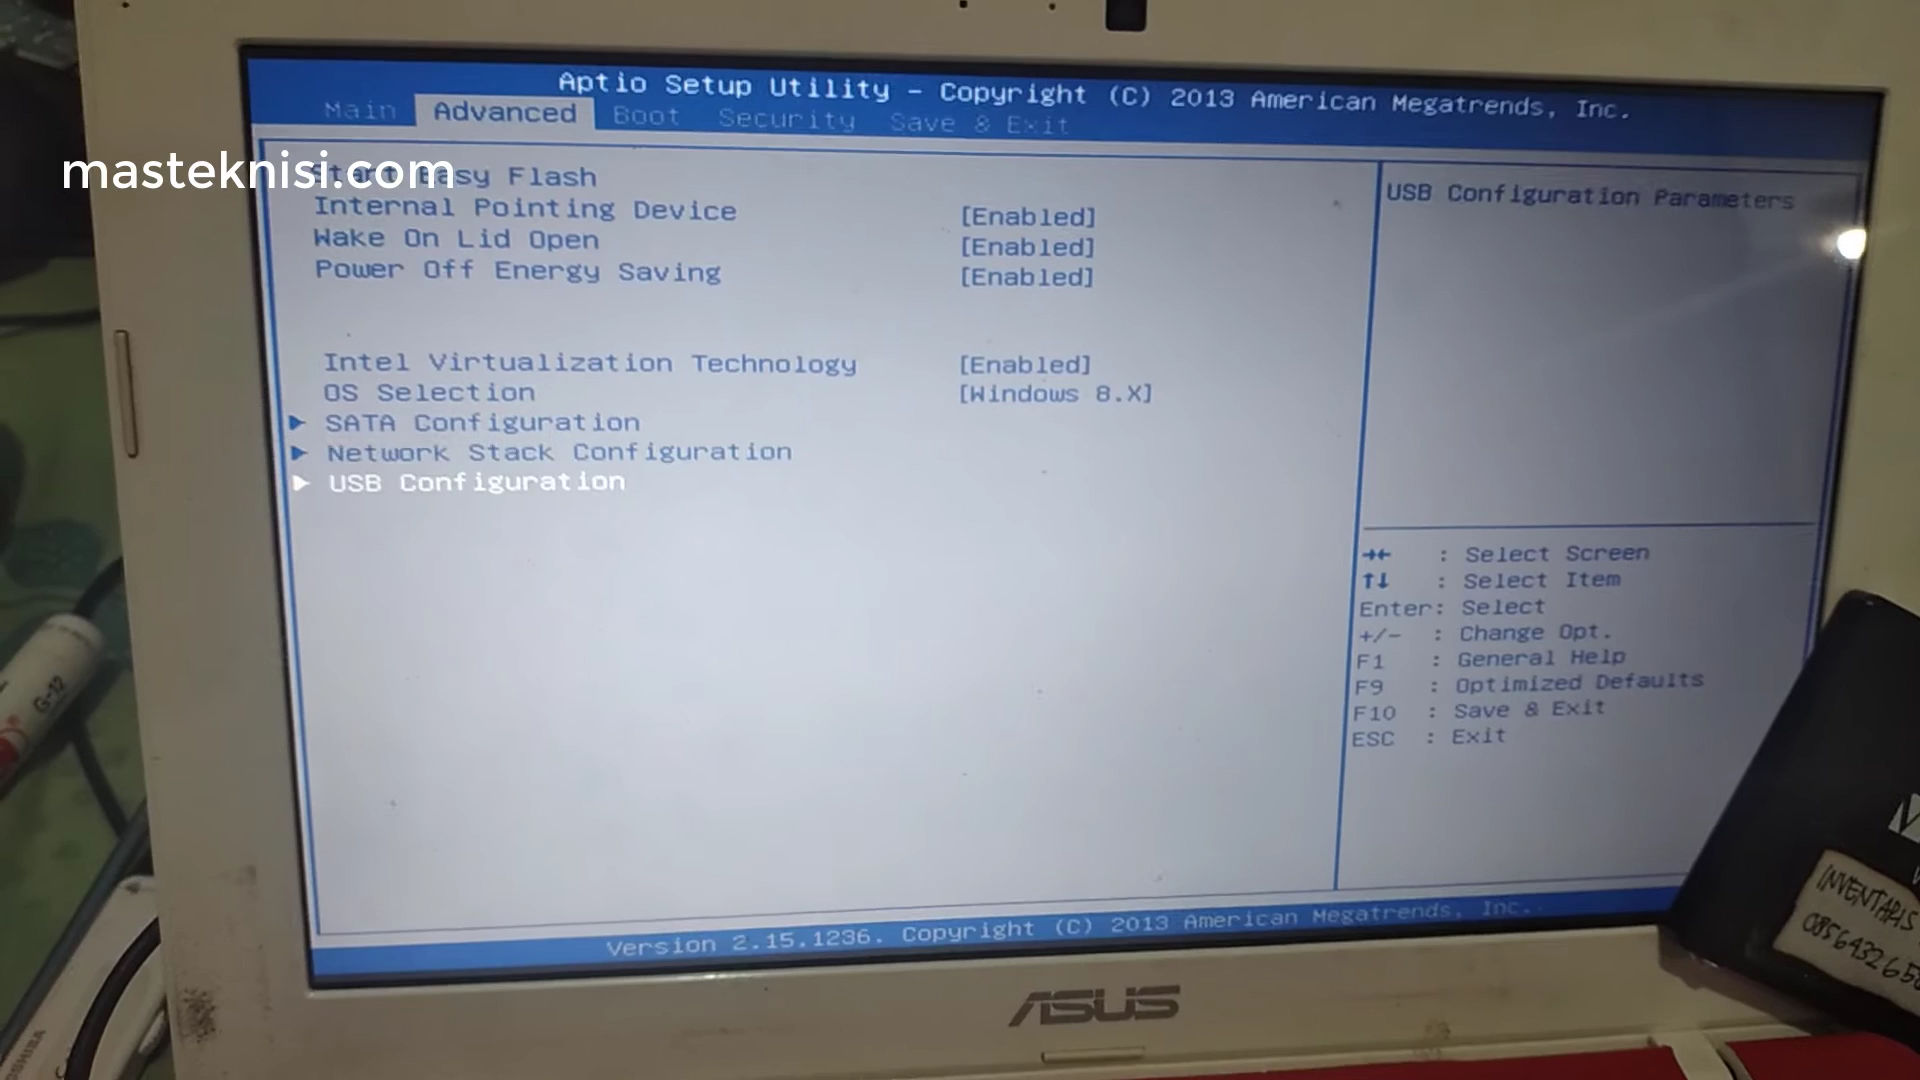 Aptio Setup Utility - Copyright (C) 2013 American Megatrends, Inc.
Main Advanced Boot Security Save & Exit
masteknisi.com
Start Easy Flash
Internal Pointing Device [Enabled]
Wake On Lid Open [Enabled]
Power Off Energy Saving [Enabled]
Intel Virtualization Technology [Enabled]
OS Selection [Windows 8.X]
SATA Configuration
Network Stack Configuration
USB Configuration
USB Configuration Parameters
→← : Select Screen
↑↓ : Select Item
Enter: Select
+/- : Change Opt.
F1 : General Help
F9 : Optimized Defaults
F10 : Save & Exit
ESC : Exit
Version 2.15.1236. Copyright (C) 2013 American Megatrends, Inc.
ASUS
G-12
INVENTARIS